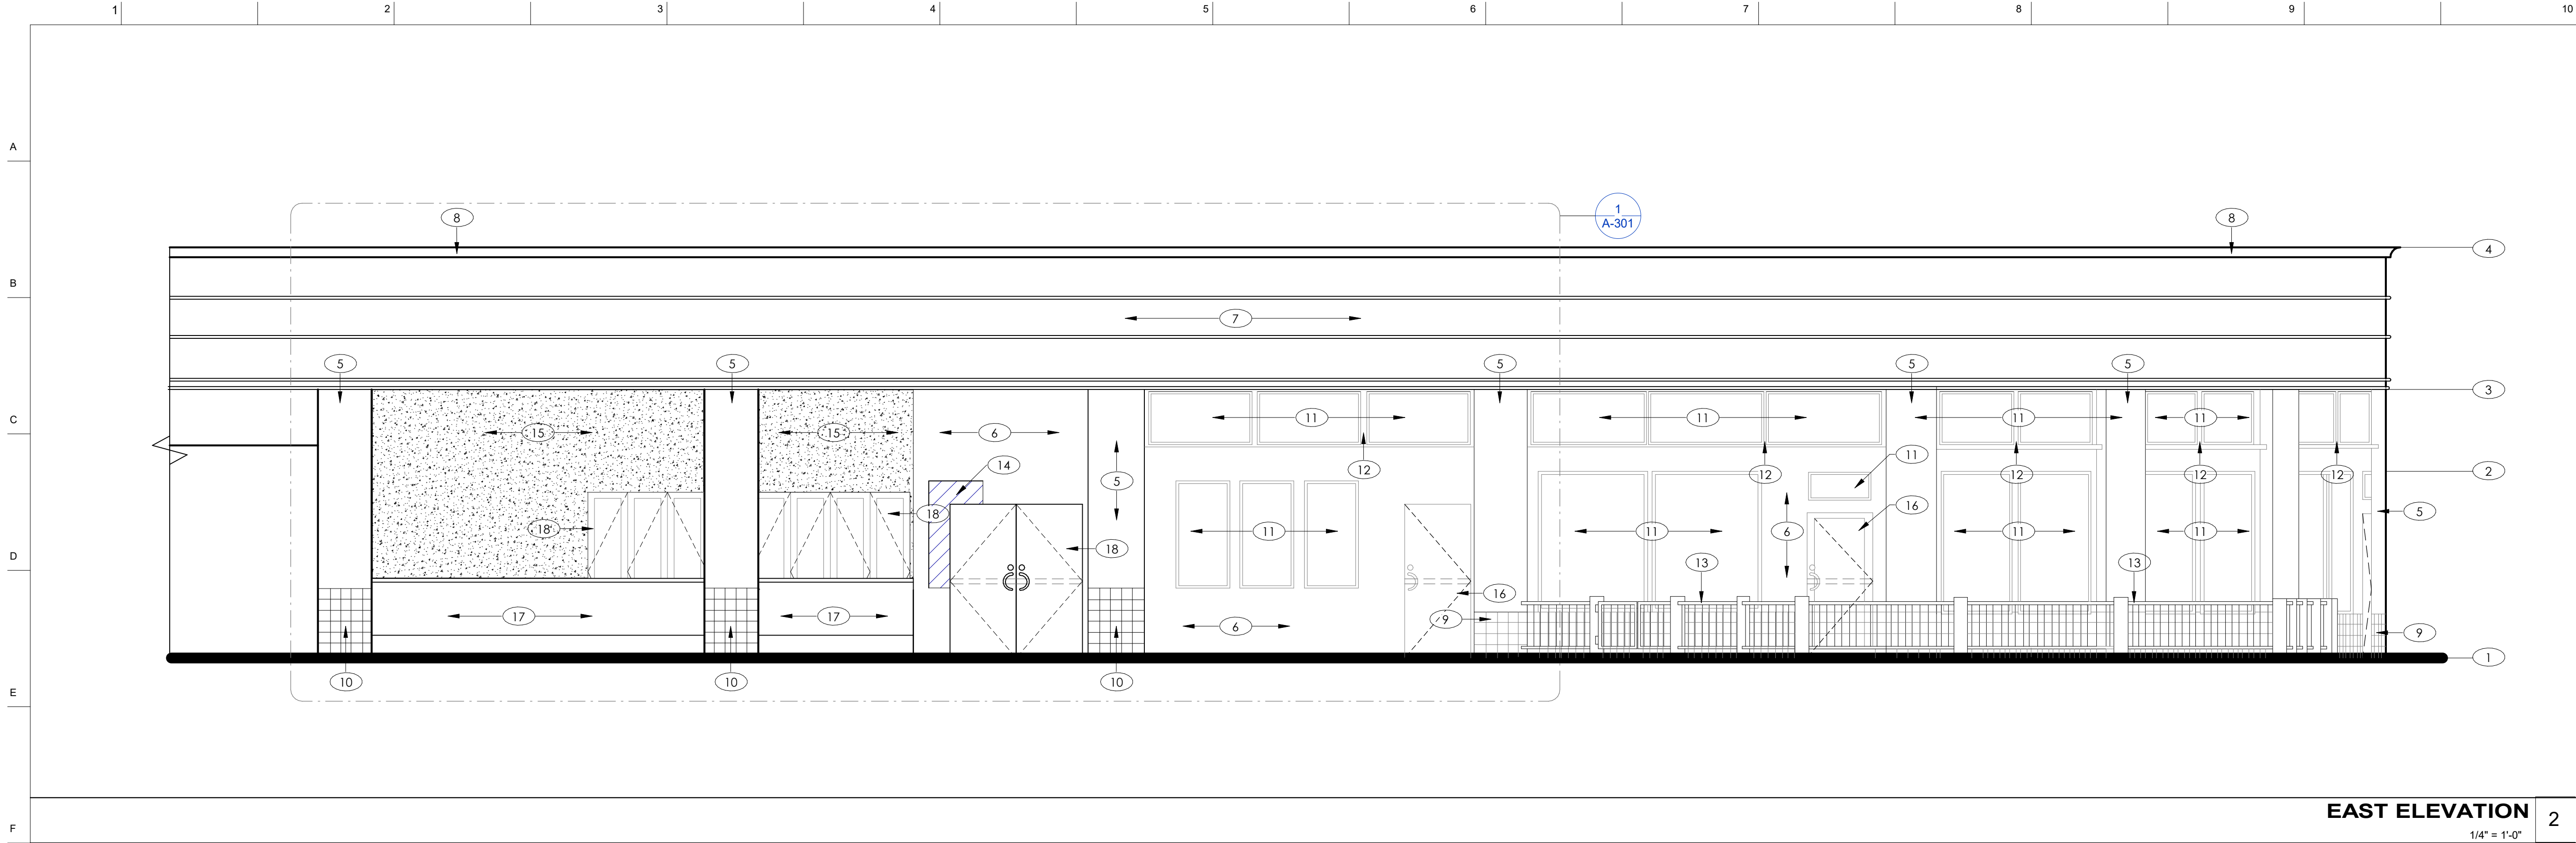 1 2 3 4 5 6 7 8 9 10
A
1
A-301
8 8
4
B
7
5 5 5 5 5
3
C
11 11 11 11
15 15 6
14 12 11 12 12 12 12
2
5
16 5
18 18 11 11 6 11 11
D
18
13 13
16
17 17 9
6 9
1
10 10 10
E
EAST ELEVATION 2
F
1/4" = 1'-0"